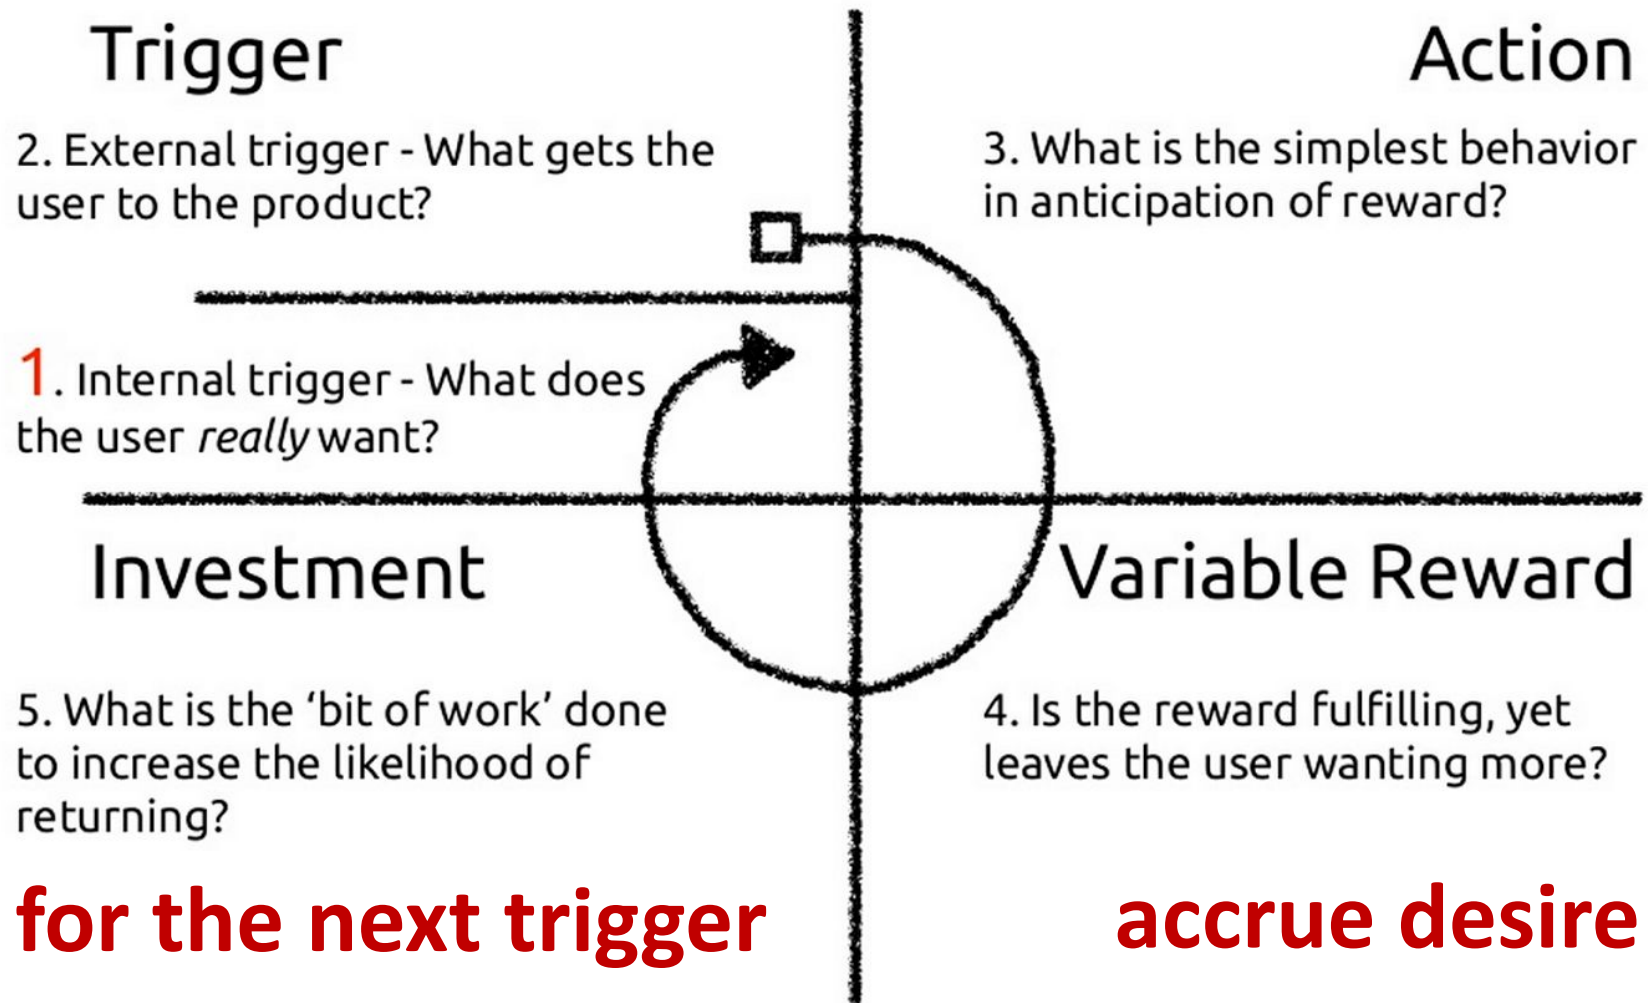 Trigger
2. External trigger - What gets the
user to the product?
1. Internal trigger - What does
the user really want?
Action
3. What is the simplest behavior
in anticipation of reward?
Investment
5. What is the ‘bit of work’ done
to increase the likelihood of
returning?
for the next trigger
Variable Reward
4. Is the reward fulfilling, yet
leaves the user wanting more?
accrue desire